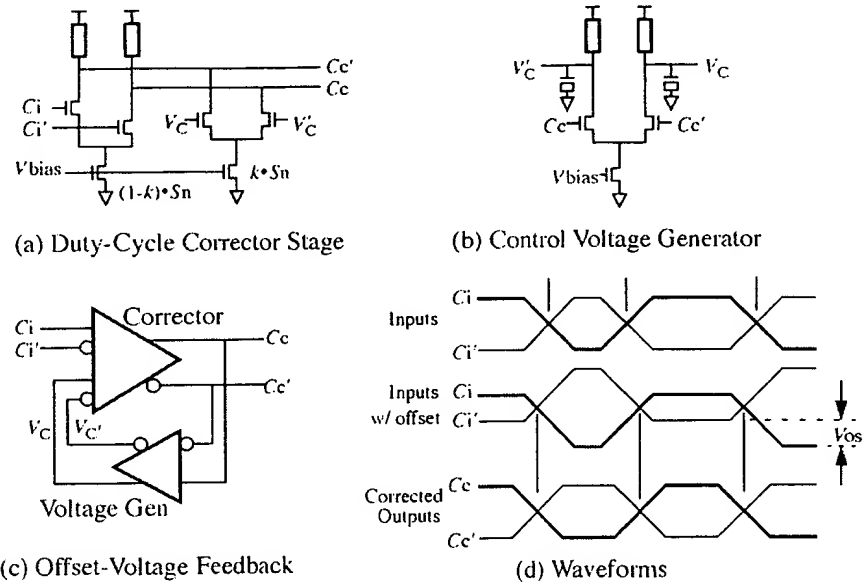 Cc'
Cc
Ci
Ci'
VC
V'C
Vbias
(1-k)•Sn
k•Sn
(a) Duty-Cycle Corrector Stage
V'C
VC
Cc
Cc'
Vbias
(b) Control Voltage Generator
Ci
Ci'
Corrector
Cc
Cc'
VC
VC'
Voltage Gen
(c) Offset-Voltage Feedback
Inputs
Ci
Ci'
Inputs
w/ offset
Ci
Ci'
Vos
Corrected
Outputs
Cc
Cc'
(d) Waveforms